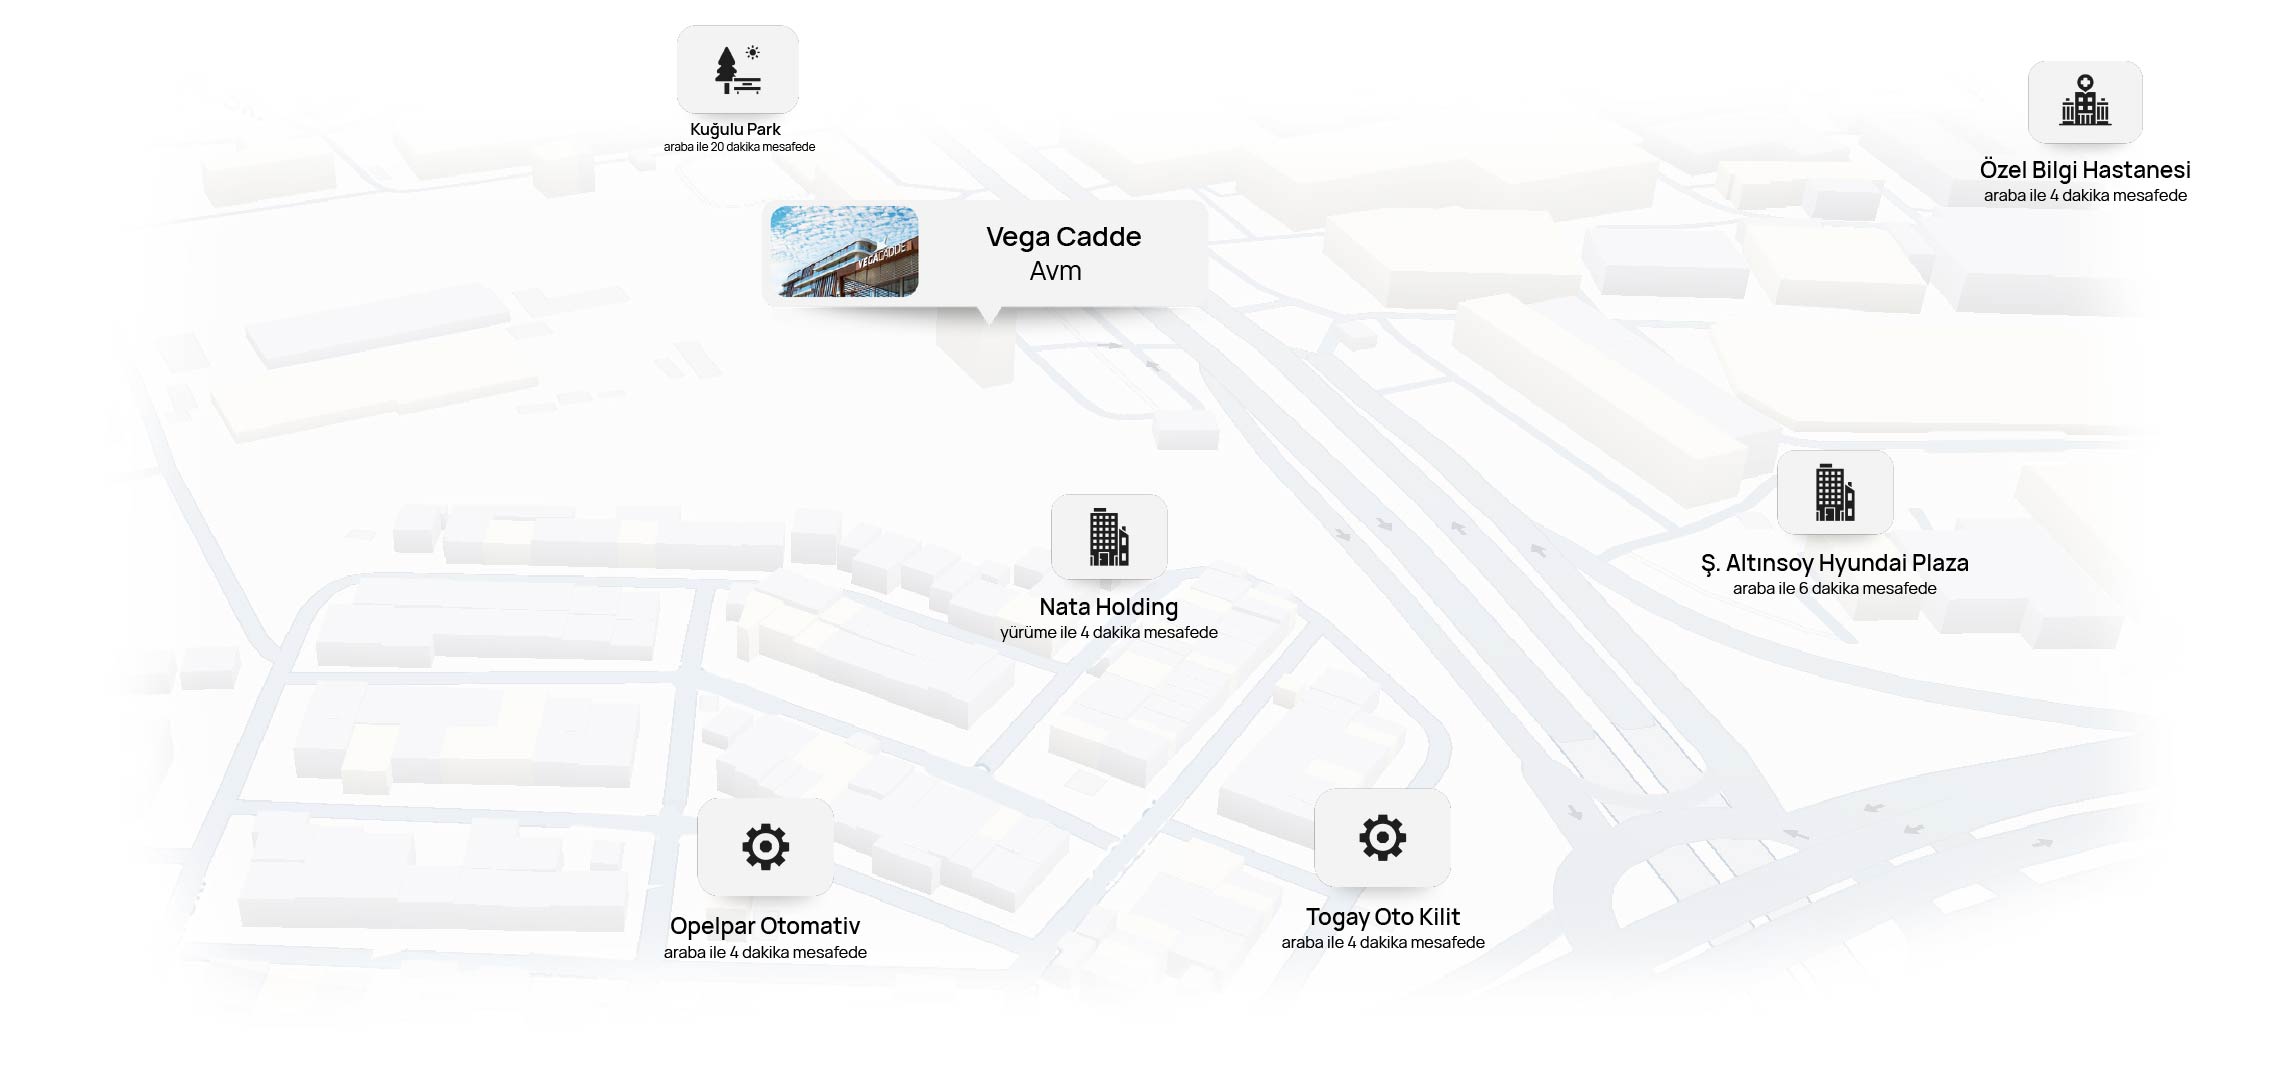 Kuğulu Park
araba ile 20 dakika mesafede
Özel Bilgi Hastanesi
araba ile 4 dakika mesafede
VEGACADDE
Vega Cadde
Avm
Ş. Altınsoy Hyundai Plaza
araba ile 6 dakika mesafede
Nata Holding
yürüme ile 4 dakika mesafede
Opelpar Otomativ
araba ile 4 dakika mesafede
Togay Oto Kilit
araba ile 4 dakika mesafede